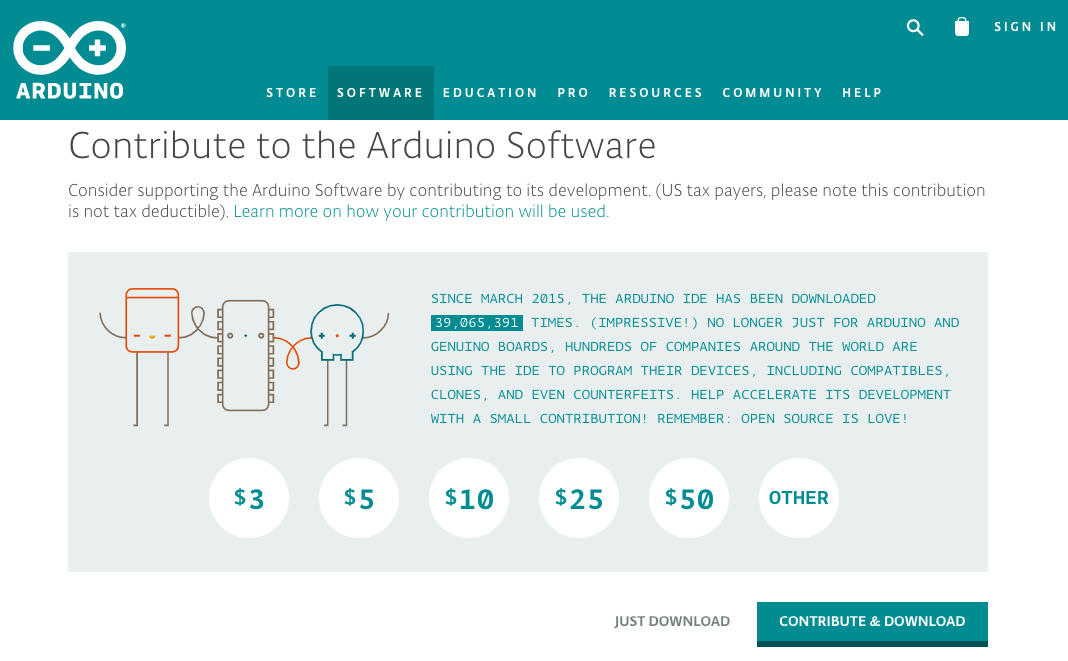 SIGN IN
ARDUINO
STORE SOFTWARE EDUCATION PRO RESOURCES COMMUNITY HELP
Contribute to the Arduino Software
Consider supporting the Arduino Software by contributing to its development. (US tax payers, please note this contribution
is not tax deductible). Learn more on how your contribution will be used.
SINCE MARCH 2015, THE ARDUINO IDE HAS BEEN DOWNLOADED
39,065,391 TIMES. (IMPRESSIVE!) NO LONGER JUST FOR ARDUINO AND
GENUINO BOARDS, HUNDREDS OF COMPANIES AROUND THE WORLD ARE
USING THE IDE TO PROGRAM THEIR DEVICES, INCLUDING COMPATIBLES,
CLONES, AND EVEN COUNTERFEITS. HELP ACCELERATE ITS DEVELOPMENT
WITH A SMALL CONTRIBUTION! REMEMBER: OPEN SOURCE IS LOVE!
$3 $5 $10 $25 $50 OTHER
JUST DOWNLOAD CONTRIBUTE & DOWNLOAD